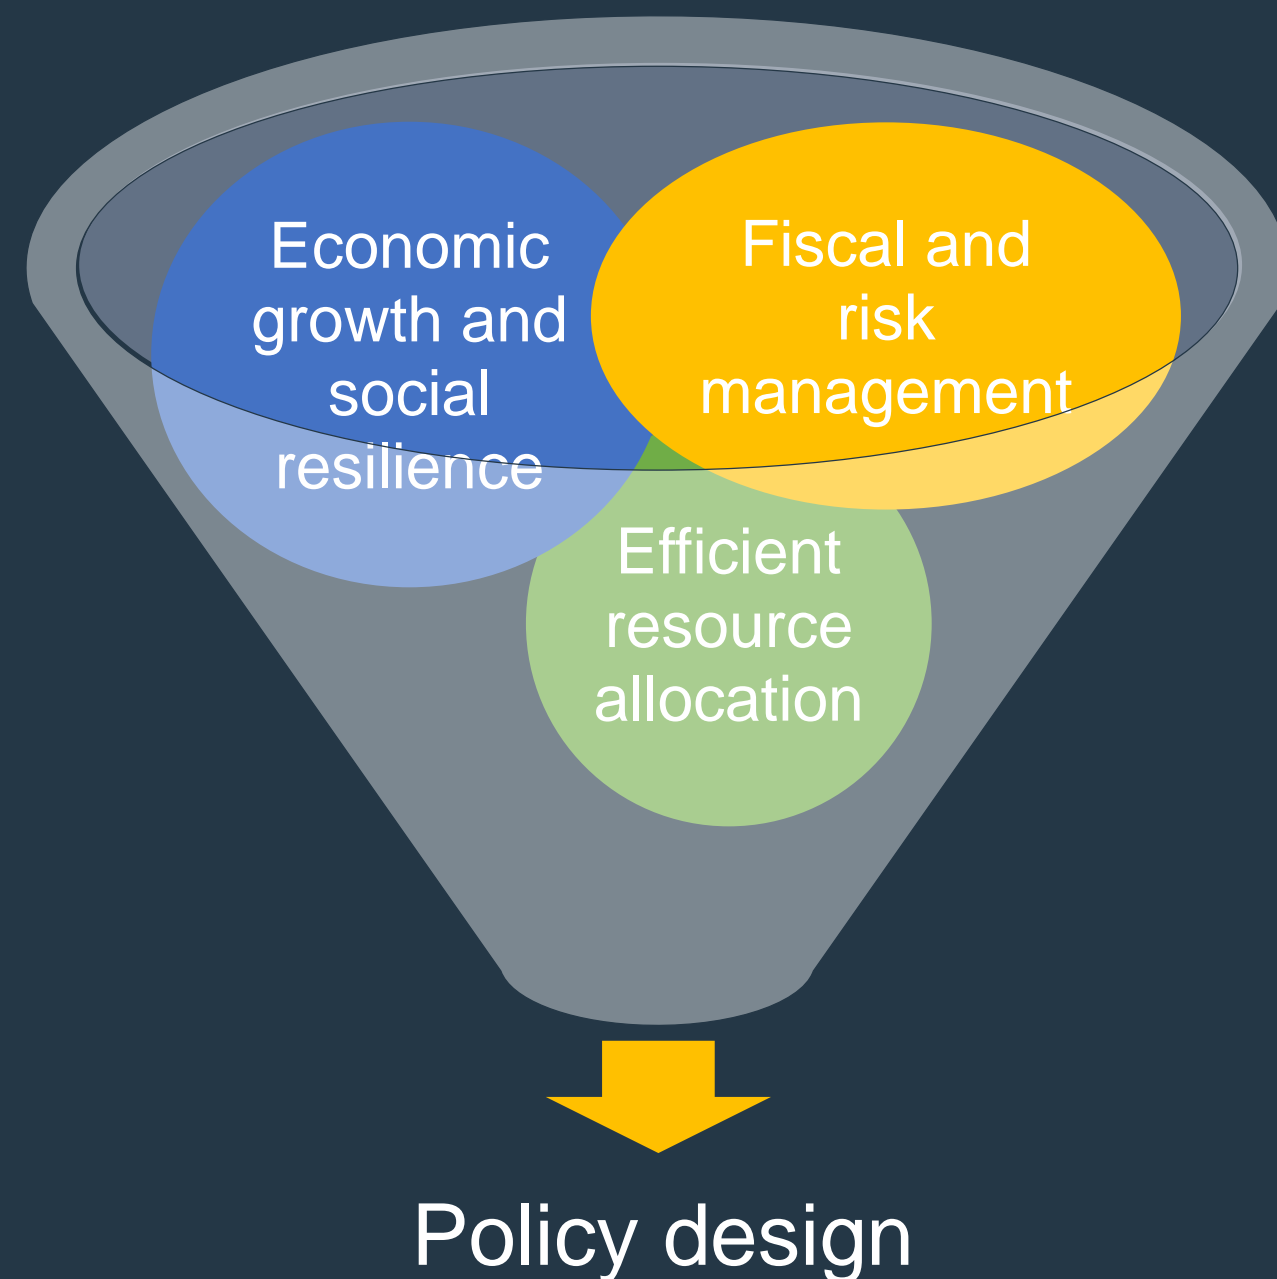 Economic
growth and
social
resilience
Fiscal and
risk
management
Efficient
resource
allocation
Policy design